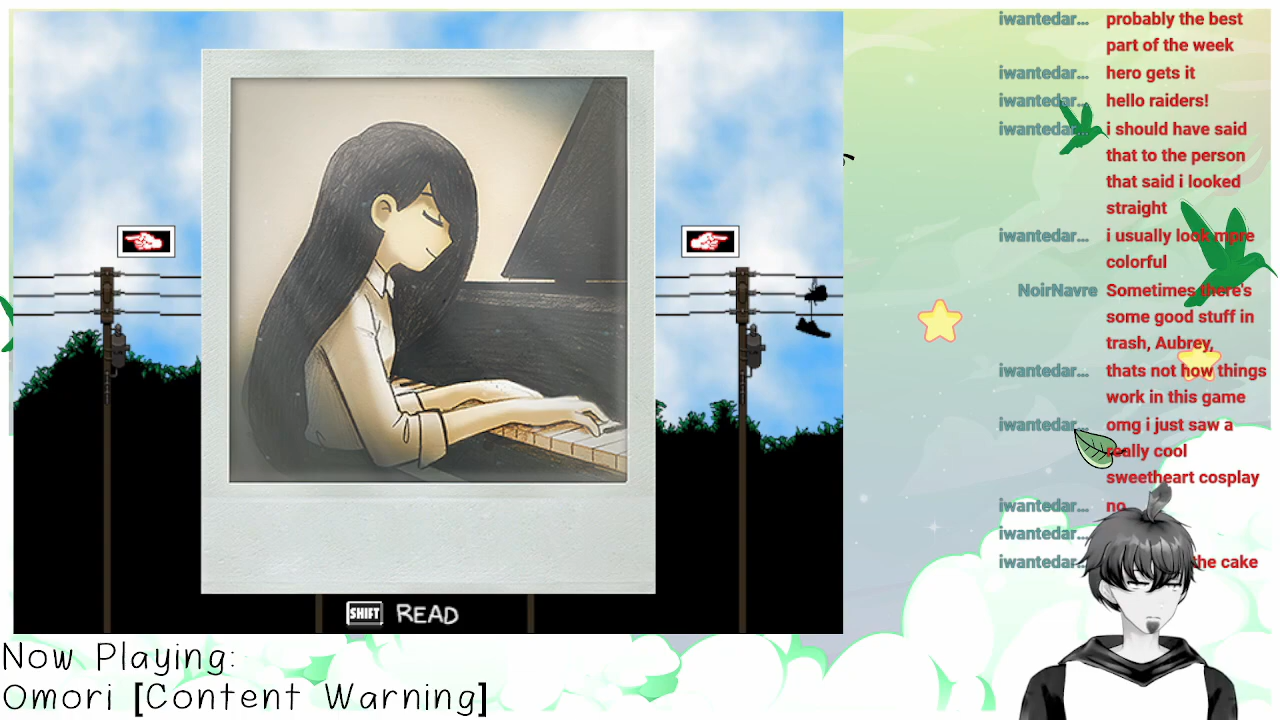 iwantedar... probably the best
part of the week
iwantedar... hero gets it
iwantedar... hello raiders!
iwantedar... i should have said
that to the person
that said i looked
straight
iwantedar... i usually look mpre
colorful
NoirNavre Sometimes there's
some good stuff in
trash, Aubrey,
iwantedar... thats not how things
work in this game
iwantedar... omg i just saw a
really cool
sweetheart cosplay
iwantedar... no
iwantedar...
iwantedar... the cake
SHIFT READ
Now Playing:
Omori [Content Warning]